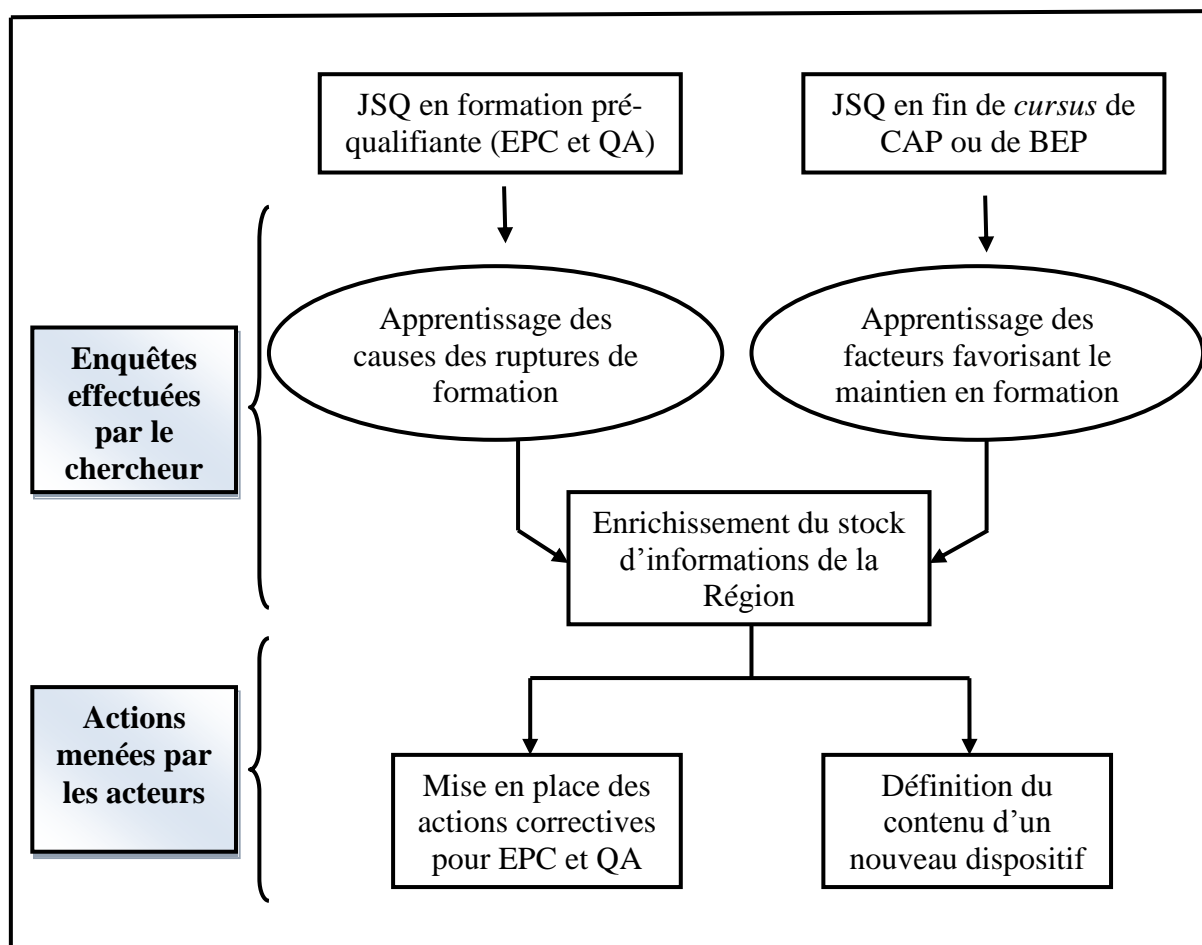 JSQ en formation pré-
qualifiante (EPC et QA)
JSQ en fin de cursus de
CAP ou de BEP
Enquêtes
effectuées
par le
chercheur
Apprentissage des
causes des ruptures de
formation
Apprentissage des
facteurs favorisant le
maintien en formation
Enrichissement du stock
d’informations de la
Région
Actions
menées par
les acteurs
Mise en place des
actions correctives
pour EPC et QA
Définition du
contenu d’un
nouveau dispositif